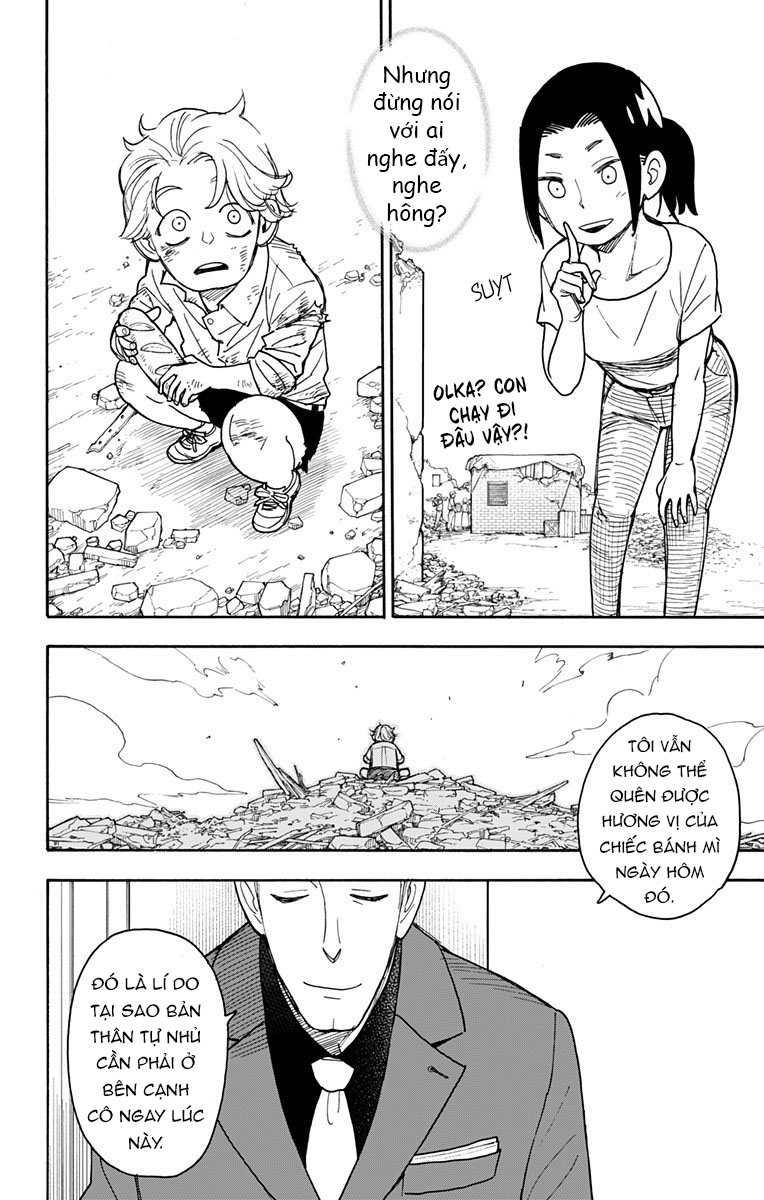 Nhưng
đừng nói
với ai
nghe đấy,
nghe
hông?
SUỴT
OLKA? CON
CHẠY ĐI
ĐÂU VẬY?!
TÔI VẪN
KHÔNG THỂ
QUÊN ĐƯỢC
HƯƠNG VỊ CỦA
CHIẾC BÁNH MÌ
NGÀY HÔM
ĐÓ.
ĐÓ LÀ LÍ DO
TẠI SAO BẢN
THÂN TỰ NHỦ
CẦN PHẢI Ở
BÊN CẠNH
CÔ NGAY LÚC
NÀY.